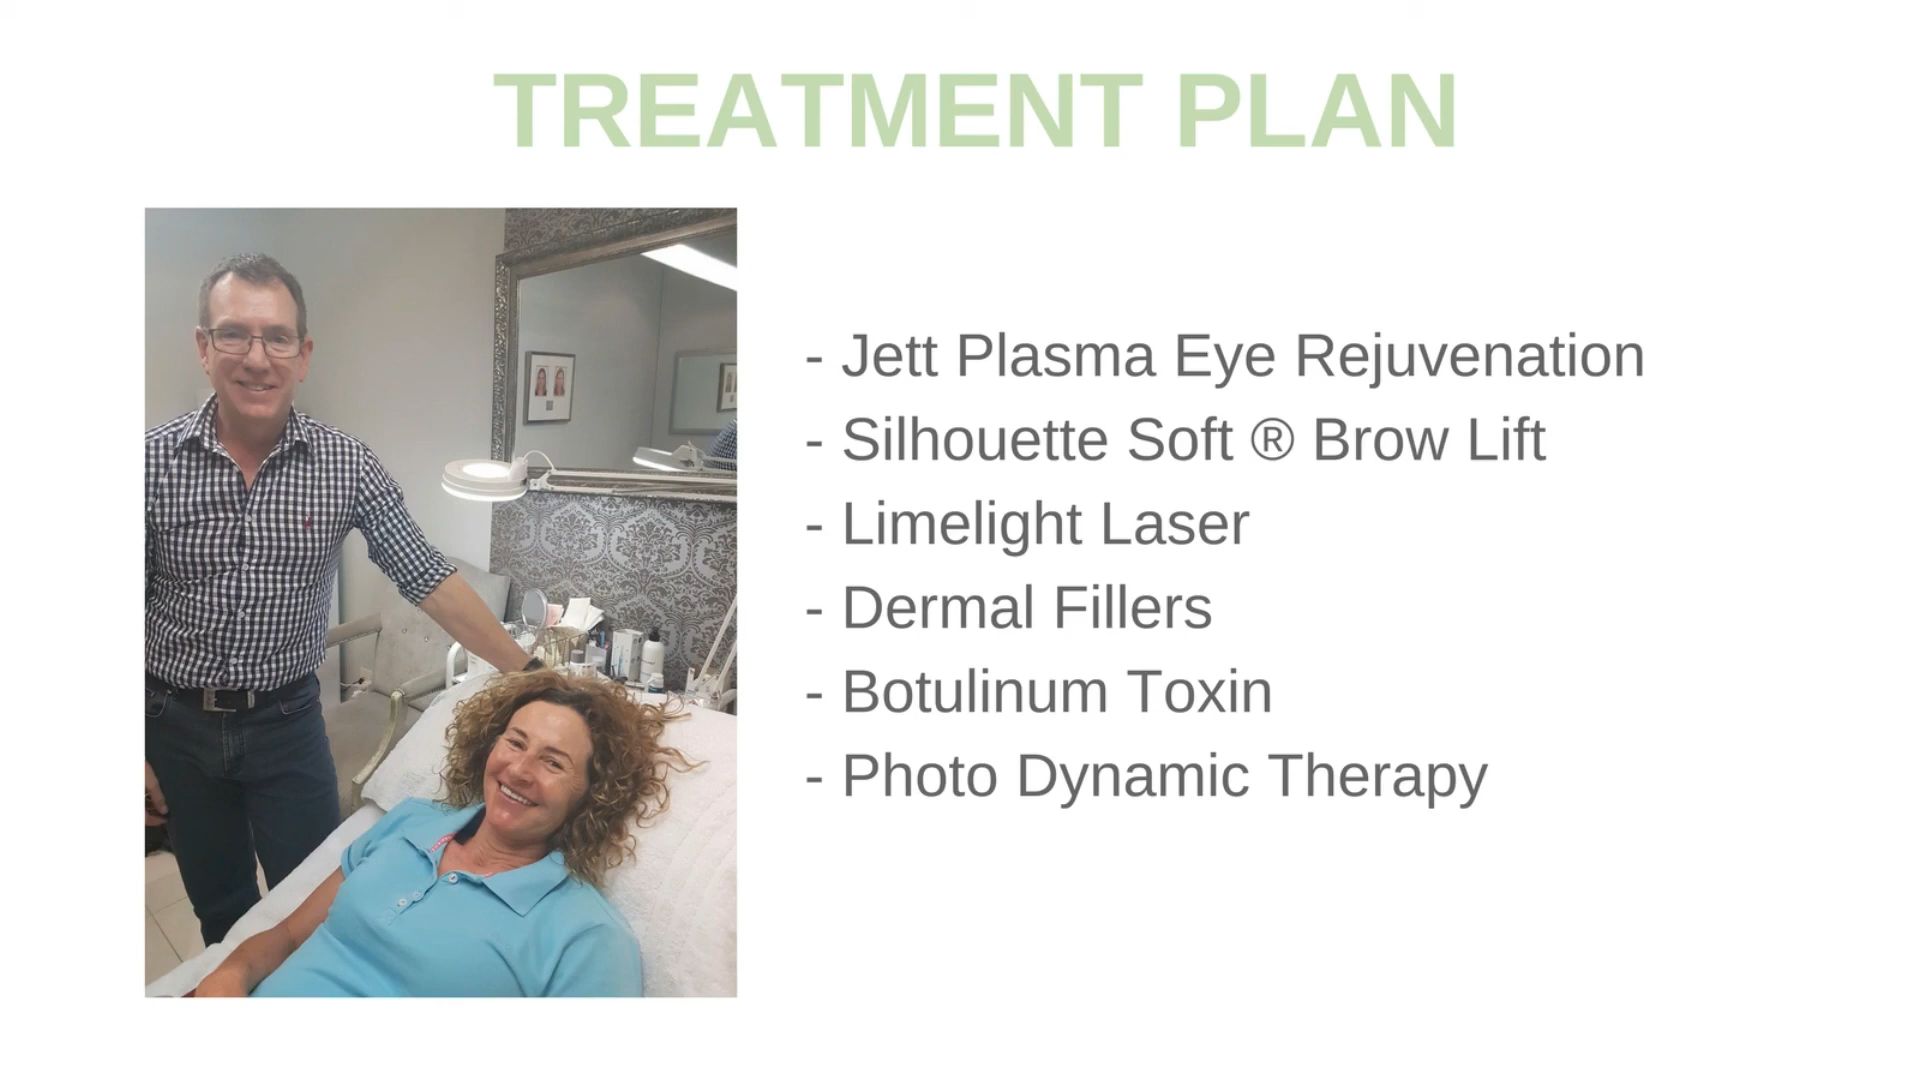 TREATMENT PLAN
- Jett Plasma Eye Rejuvenation
- Silhouette Soft ® Brow Lift
- Limelight Laser
- Dermal Fillers
- Botulinum Toxin
- Photo Dynamic Therapy